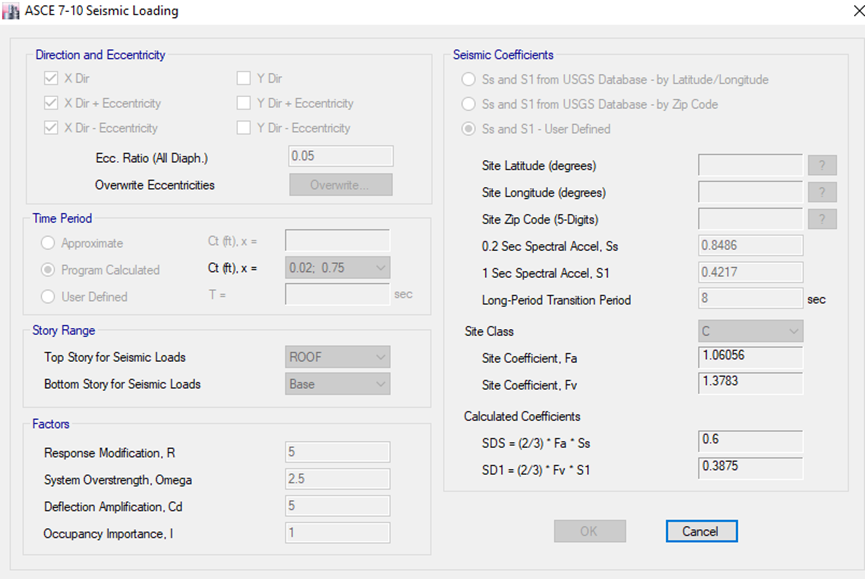 ASCE 7-10 Seismic Loading
Direction and Eccentricity
X Dir
Y Dir
X Dir + Eccentricity
Y Dir + Eccentricity
X Dir - Eccentricity
Y Dir - Eccentricity
Ecc. Ratio (All Diaph.)
0.05
Overwrite Eccentricities
Overwrite...
Time Period
Approximate
Ct (ft), x =
Program Calculated
Ct (ft), x =
0.02; 0.75
User Defined
T =
sec
Story Range
Top Story for Seismic Loads
ROOF
Bottom Story for Seismic Loads
Base
Factors
Response Modification, R
5
System Overstrength, Omega
2.5
Deflection Amplification, Cd
5
Occupancy Importance, I
1
Seismic Coefficients
Ss and S1 from USGS Database - by Latitude/Longitude
Ss and S1 from USGS Database - by Zip Code
Ss and S1 - User Defined
Site Latitude (degrees)
?
Site Longitude (degrees)
?
Site Zip Code (5-Digits)
?
0.2 Sec Spectral Accel, Ss
0.8486
1 Sec Spectral Accel, S1
0.4217
Long-Period Transition Period
8
sec
Site Class
C
Site Coefficient, Fa
1.06056
Site Coefficient, Fv
1.3783
Calculated Coefficients
SDS = (2/3) * Fa * Ss
0.6
SD1 = (2/3) * Fv * S1
0.3875
OK
Cancel